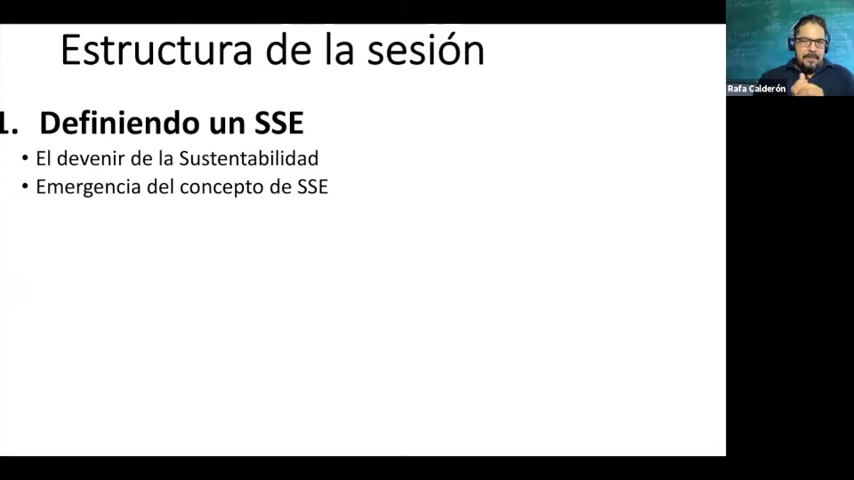 Estructura de la sesión
1. Definiendo un SSE
• El devenir de la Sustentabilidad
• Emergencia del concepto de SSE
Rafa Calderón